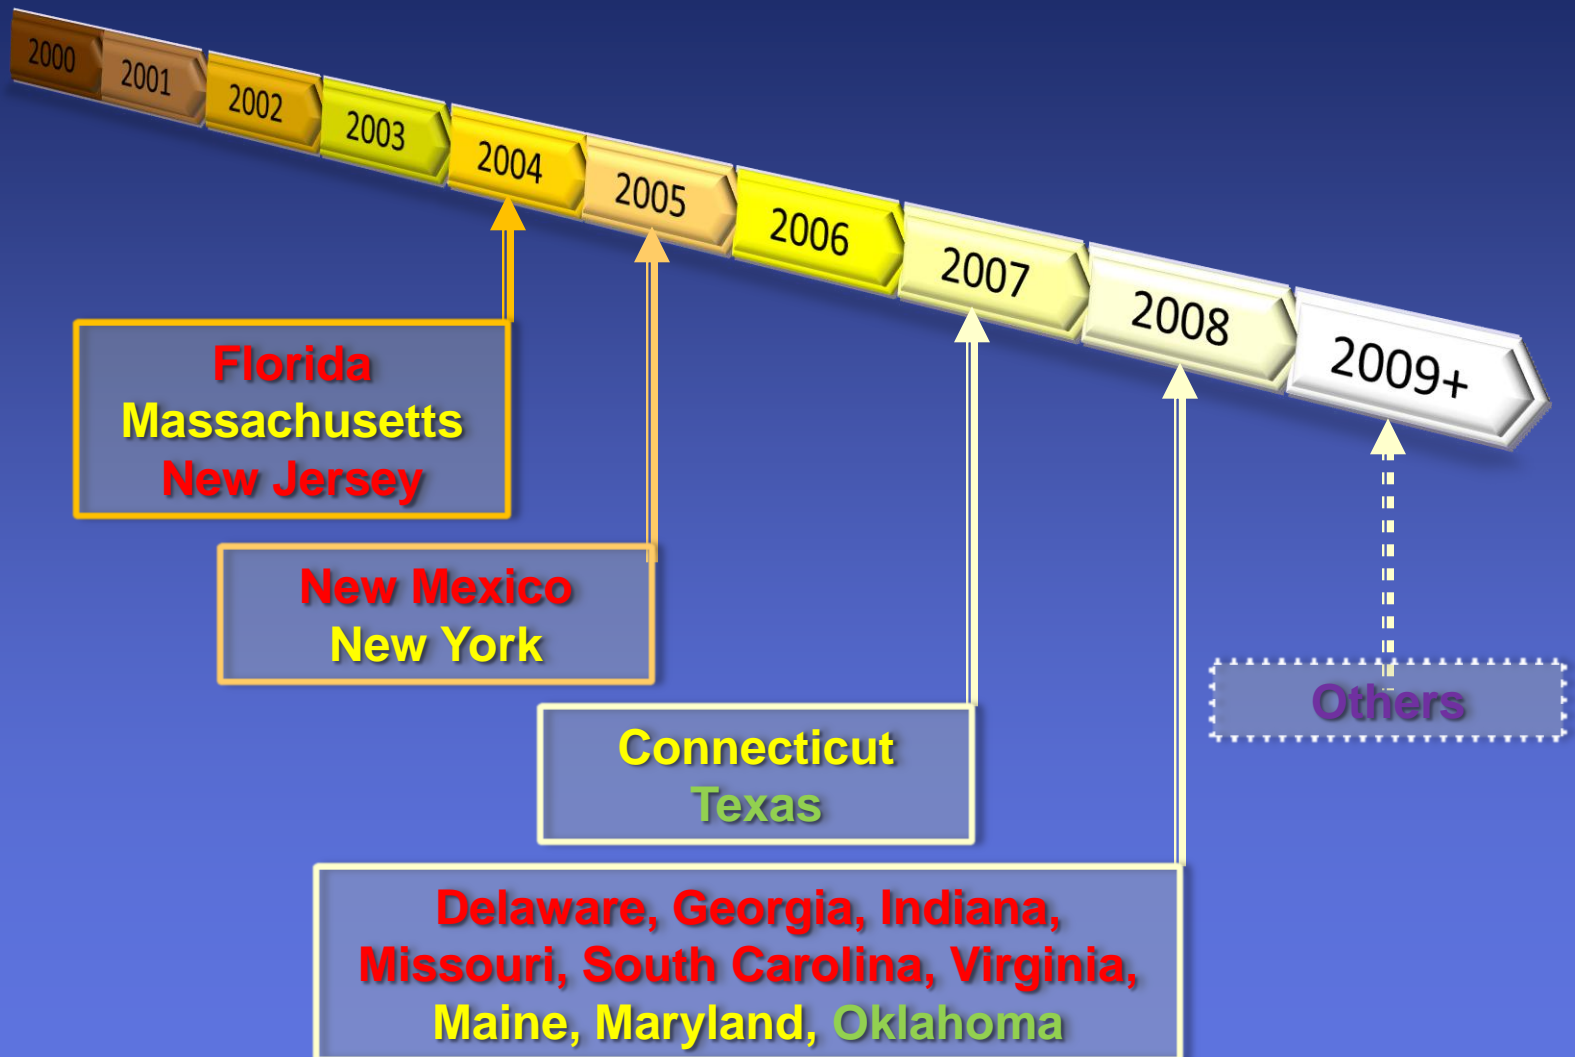 2000
2001
2002
2003
2004
2005
2006
2007
2008
2009+
Florida
Massachusetts
New Jersey
New Mexico
New York
Connecticut
Texas
Others
Delaware, Georgia, Indiana,
Missouri, South Carolina, Virginia,
Maine, Maryland, Oklahoma